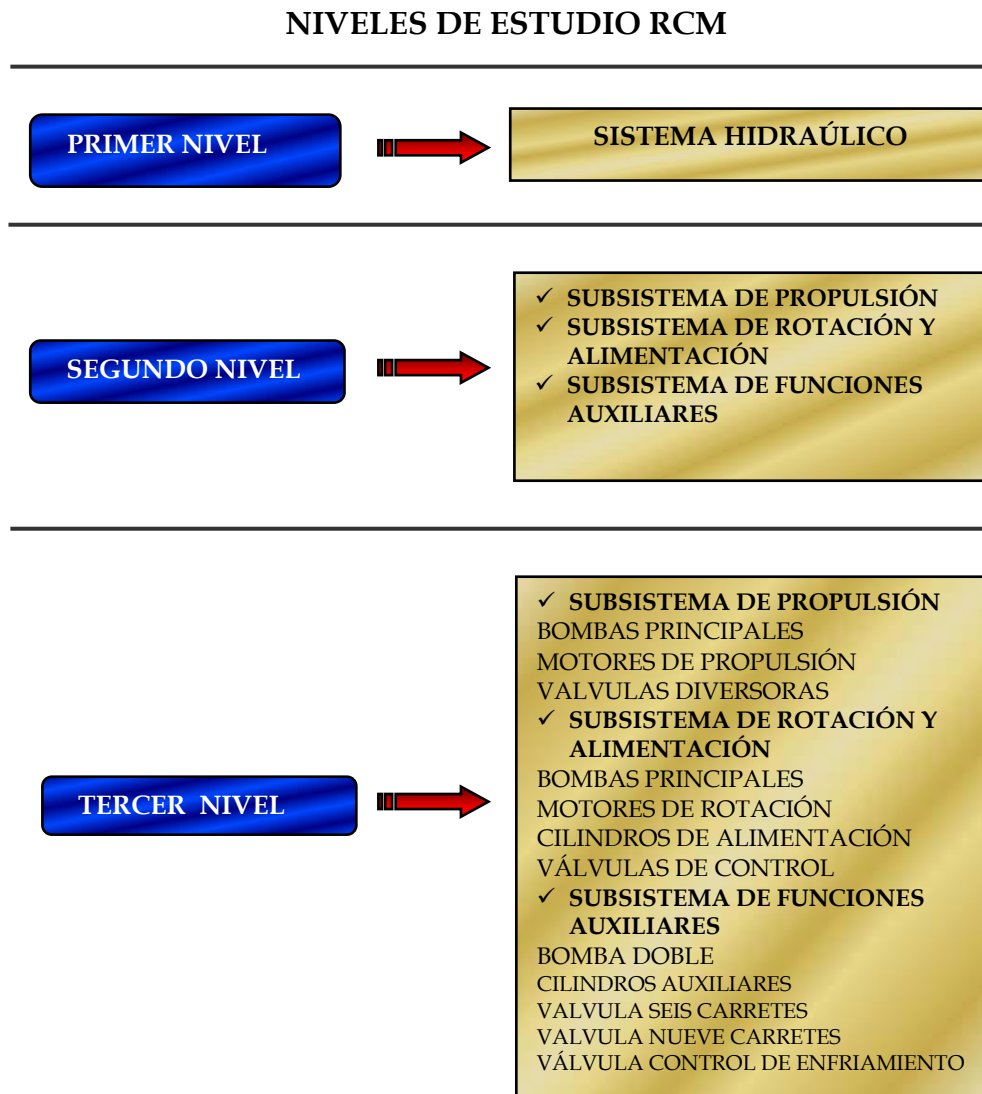 NIVELES DE ESTUDIO RCM
PRIMER NIVEL
SISTEMA HIDRAÚLICO
SEGUNDO NIVEL
✓ SUBSISTEMA DE PROPULSIÓN
✓ SUBSISTEMA DE ROTACIÓN Y
ALIMENTACIÓN
✓ SUBSISTEMA DE FUNCIONES
AUXILIARES
TERCER NIVEL
✓ SUBSISTEMA DE PROPULSIÓN
BOMBAS PRINCIPALES
MOTORES DE PROPULSIÓN
VALVULAS DIVERSORAS
✓ SUBSISTEMA DE ROTACIÓN Y
ALIMENTACIÓN
BOMBAS PRINCIPALES
MOTORES DE ROTACIÓN
CILINDROS DE ALIMENTACIÓN
VÁLVULAS DE CONTROL
✓ SUBSISTEMA DE FUNCIONES
AUXILIARES
BOMBA DOBLE
CILINDROS AUXILIARES
VALVULA SEIS CARRETES
VALVULA NUEVE CARRETES
VÁLVULA CONTROL DE ENFRIAMIENTO